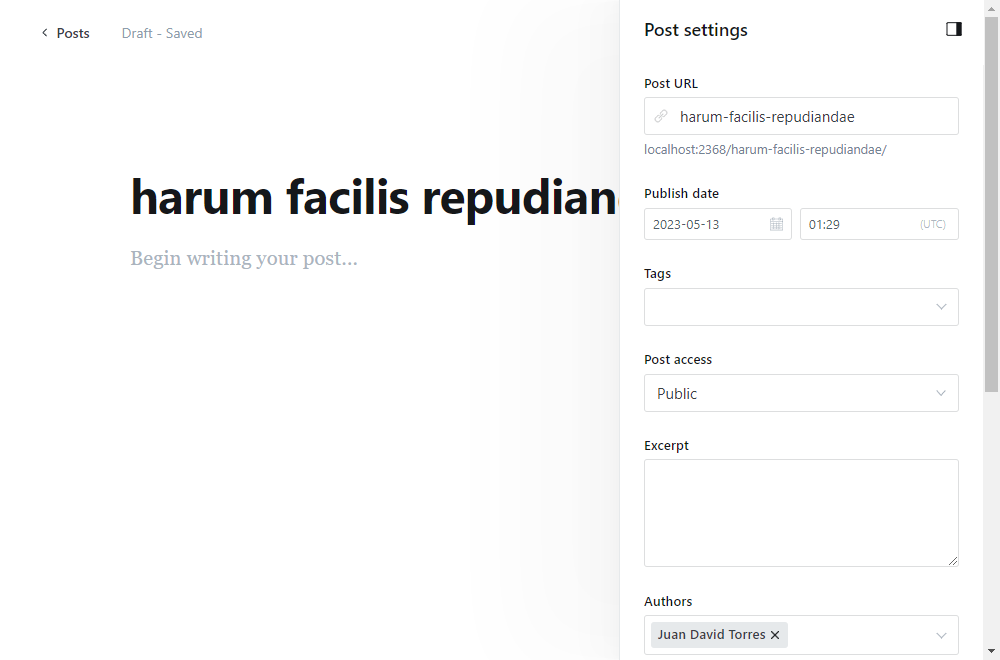 Posts
Draft - Saved
harum facilis repudian
Begin writing your post...
Post settings
Post URL
harum-facilis-repudiandae
localhost:2368/harum-facilis-repudiandae/
Publish date
2023-05-13
01:29
(UTC)
Tags
Post access
Public
Excerpt
Authors
Juan David Torres